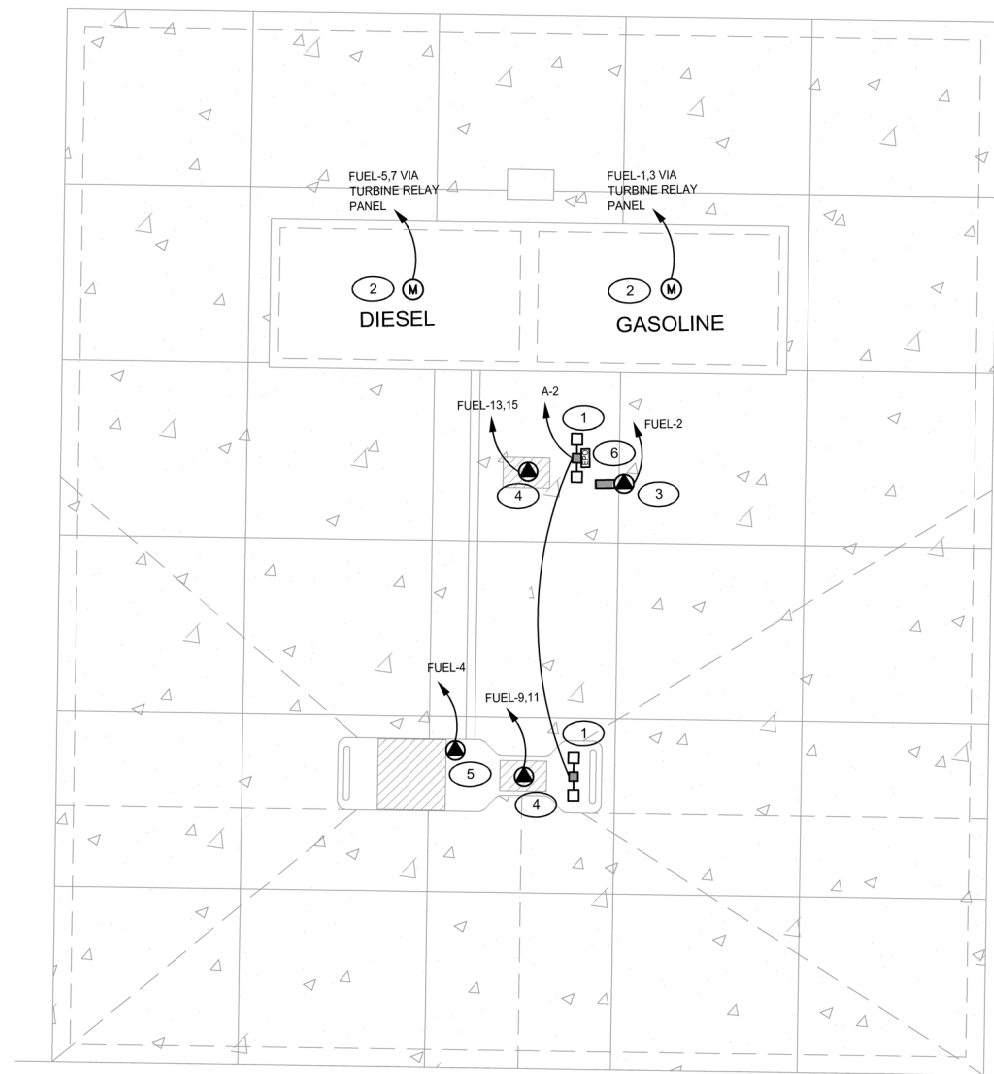 FUEL-5,7 VIA
TURBINE RELAY
PANEL
FUEL-1,3 VIA
TURBINE RELAY
PANEL
2
M
DIESEL
2
M
GASOLINE
A-2
FUEL-13,15
1
FUEL-2
EPO
6
4
3
FUEL-4
FUEL-9,11
1
5
4